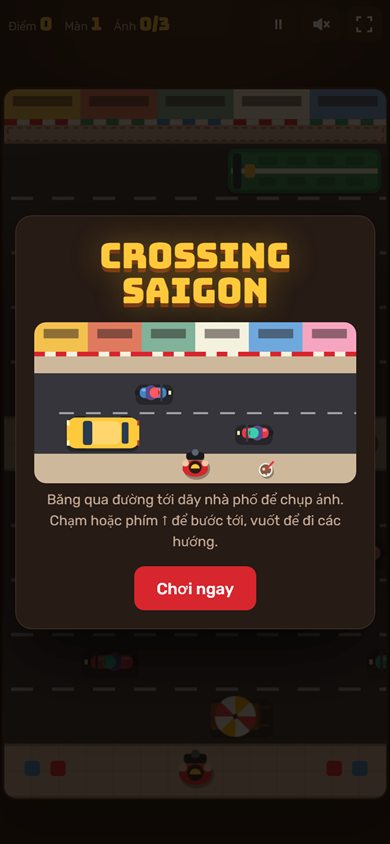 Điểm 0 Màn 1 Ảnh 0/3
CROSSING
SAIGON
Băng qua đường tới dãy nhà phố để chụp ảnh.
Chạm hoặc phím ↑ để bước tới, vuốt để đi các
hướng.
Chơi ngay